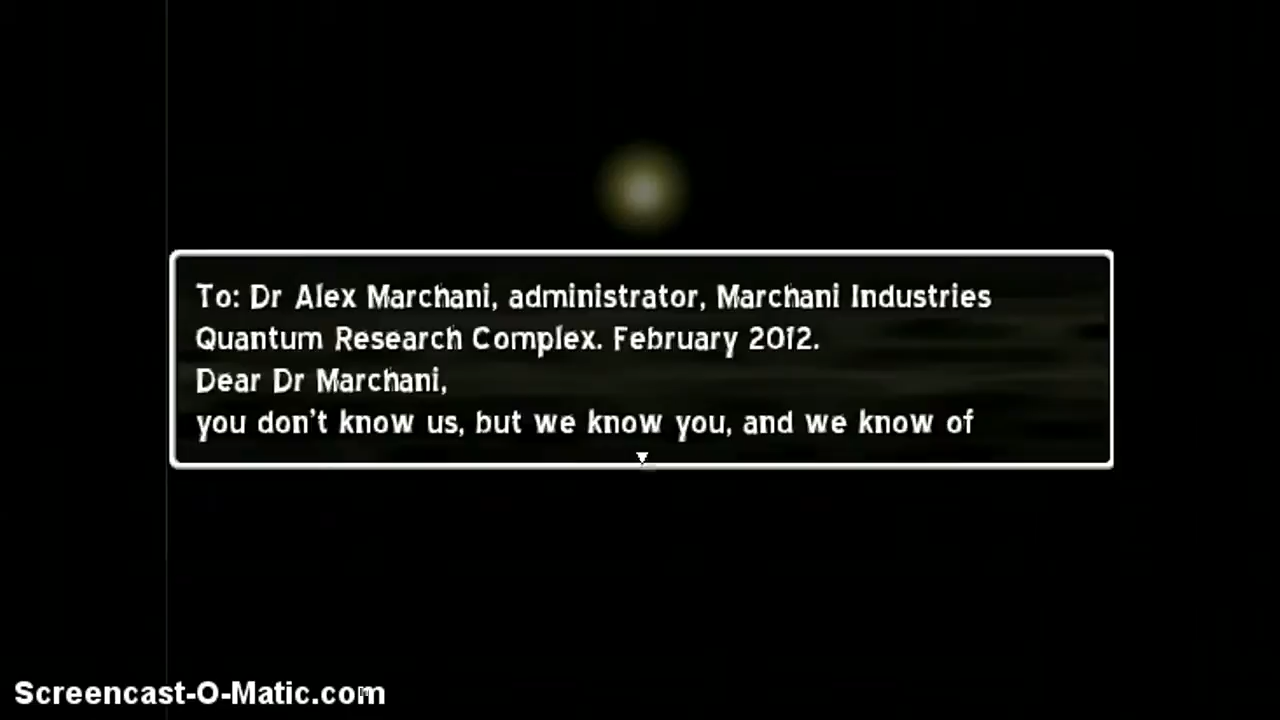 To: Dr Alex Marchani, administrator, Marchani Industries
Quantum Research Complex. February 2012.
Dear Dr Marchani,
you don't know us, but we know you, and we know of
Screencast-O-Matic.com